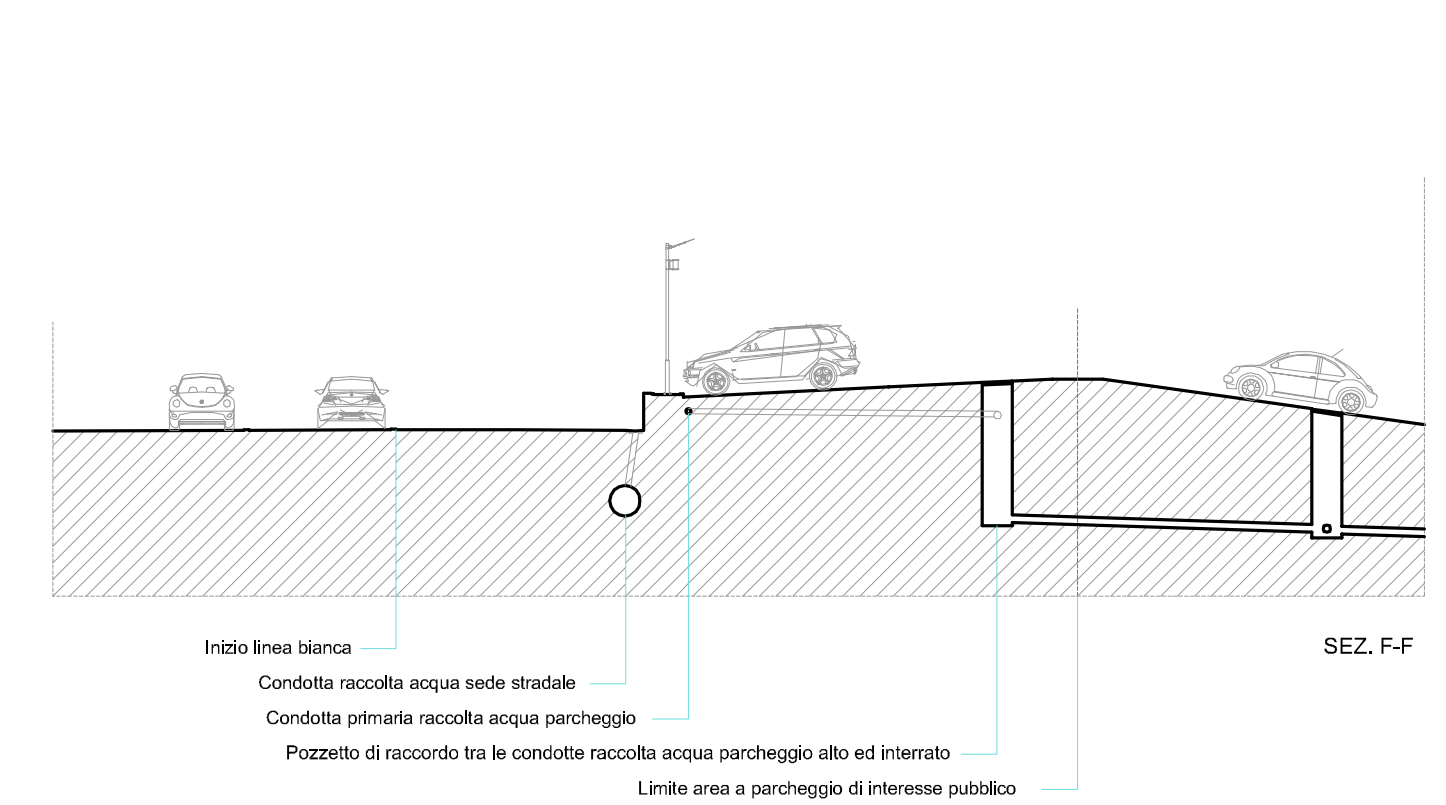 SEZ. F-F
Inizio linea bianca
Condotta raccolta acqua sede stradale
Condotta primaria raccolta acqua parcheggio
Pozzetto di raccordo tra le condotte raccolta acqua parcheggio alto ed interrato
Limite area a parcheggio di interesse pubblico